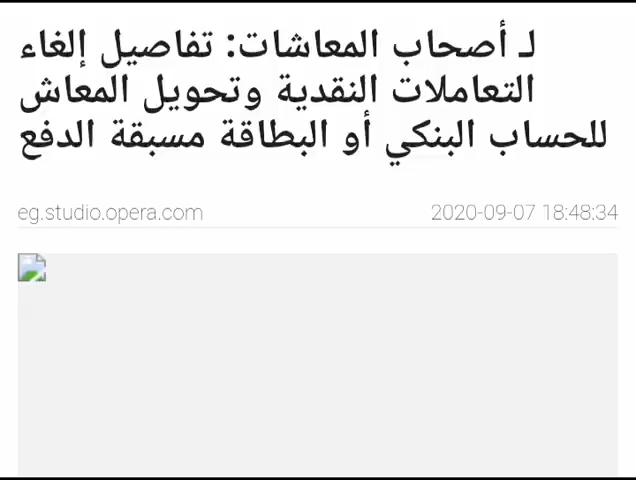 لـ أصحاب المعاشات: تفاصيل إلغاء
التعاملات النقدية وتحويل المعاش
للحساب البنكي أو البطاقة مسبقة الدفع
eg.studio.opera.com 2020-09-07 18:48:34